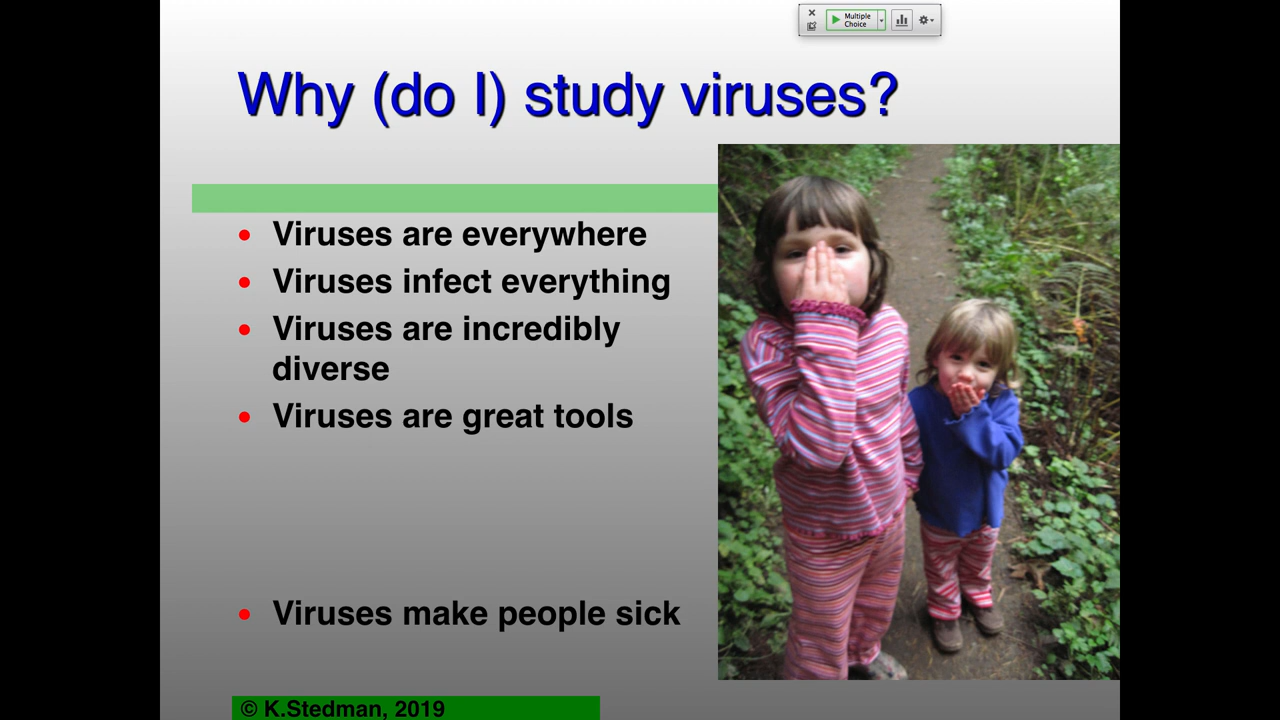 Multiple
Choice
Why (do I) study viruses?
• Viruses are everywhere
• Viruses infect everything
• Viruses are incredibly
diverse
• Viruses are great tools
• Viruses make people sick
© K.Stedman, 2019